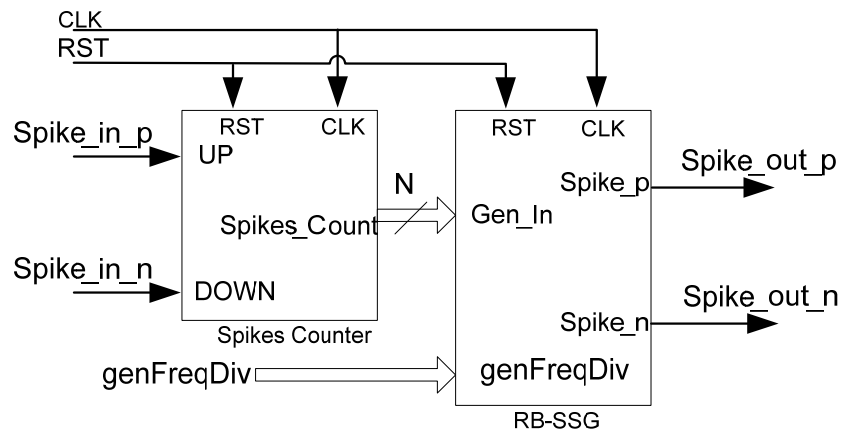 CLK
RST
RST CLK
RST CLK
Spike_in_p
UP
Spike_in_n
DOWN
Spikes_Count
Spikes Counter
N
Gen_In
Spike_p
Spike_out_p
Spike_n
Spike_out_n
genFreqDiv
genFreqDiv
RB-SSG